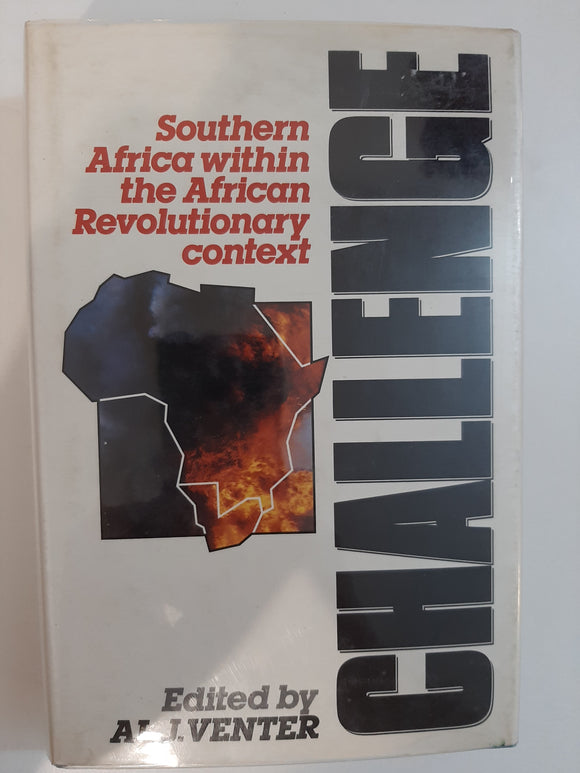 Southern
Africa within
the African
Revolutionary
context
CHALLENGE
Edited by
AL J. VENTER